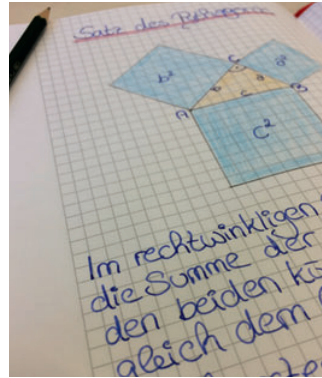 Satz des Pythagoras
b²
a²
C
b
a
A
c
B
c²
Im rechtwinkligen
die Summe der
den beiden
gleich dem